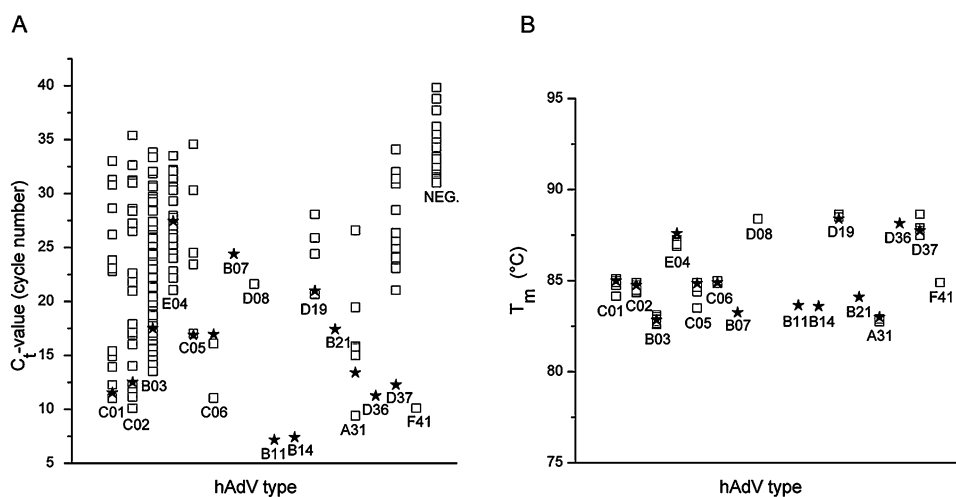 A
C_t-value (cycle number)
40
35
30
25
20
15
10
5
C01
C02
B03
E04
C05
C06
B07
D08
B11
B14
D19
B21
A31
D36
D37
F41
NEG.
hAdV type
B
T_m (°C)
95
90
85
80
75
C01
C02
B03
E04
C05
C06
B07
D08
B11
B14
D19
B21
A31
D36
D37
F41
hAdV type